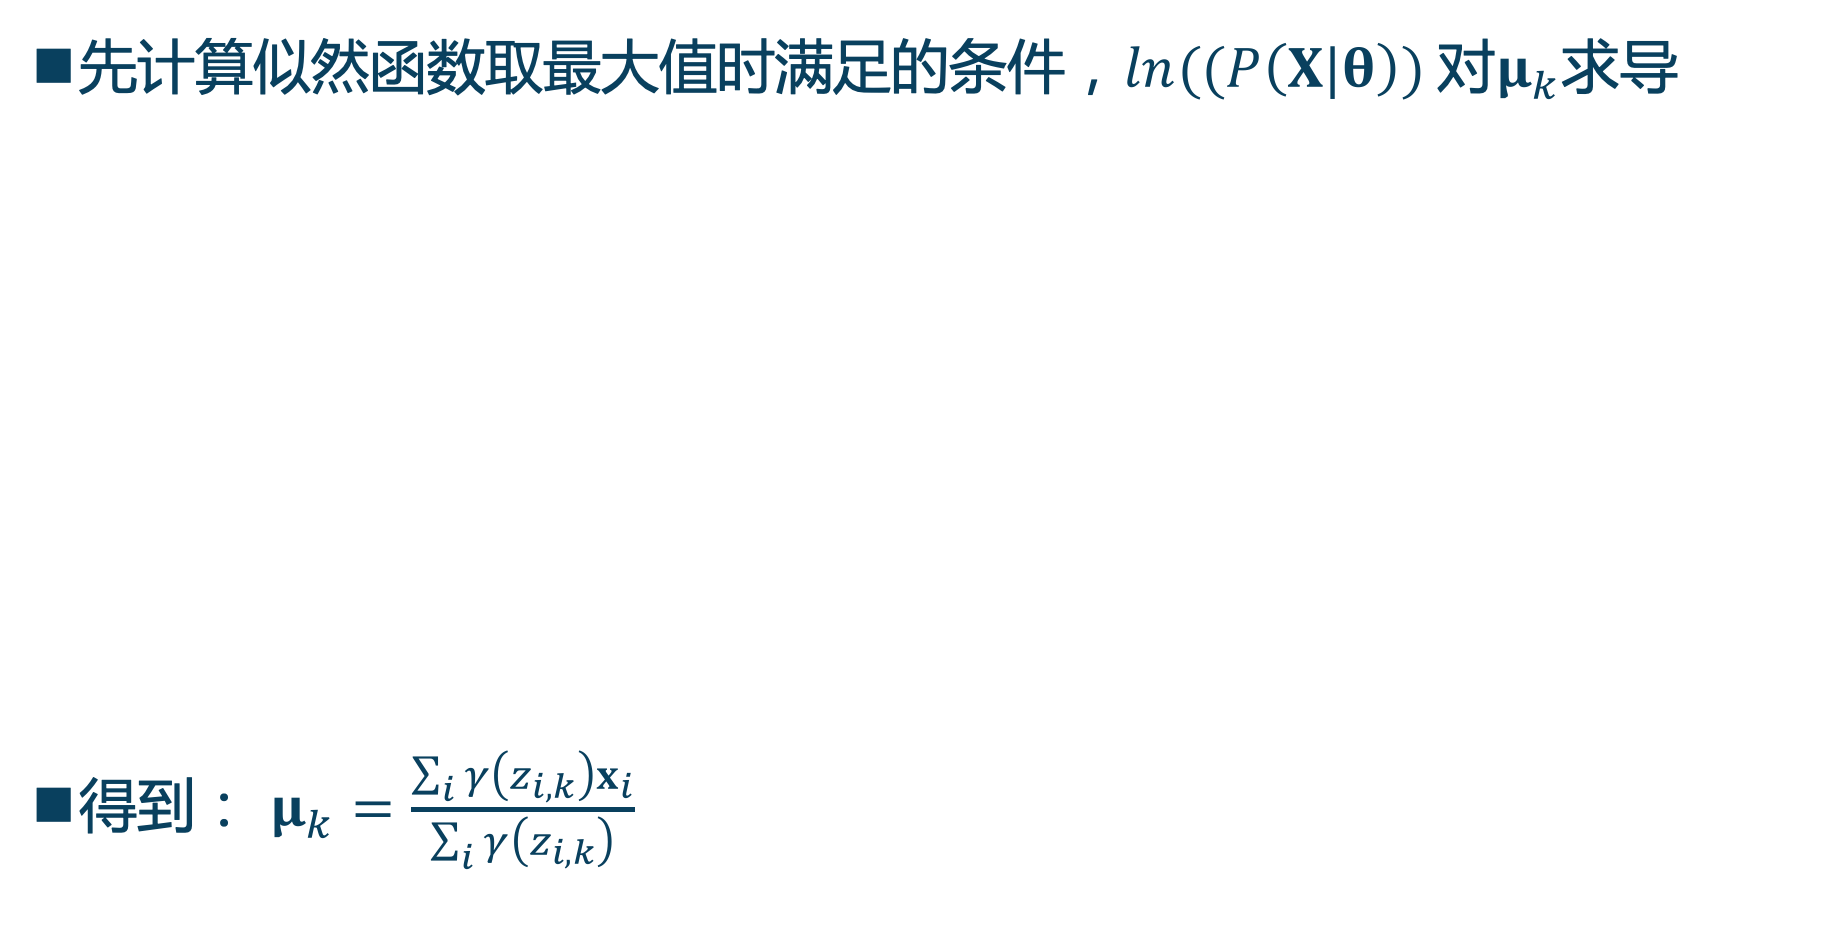 ■先计算似然函数取最大值时满足的条件，ln((P(X|θ)) 对μ_k求导
■得到： μ_k = \frac{∑_i γ(z_{i,k})x_i}{∑_i γ(z_{i,k})}